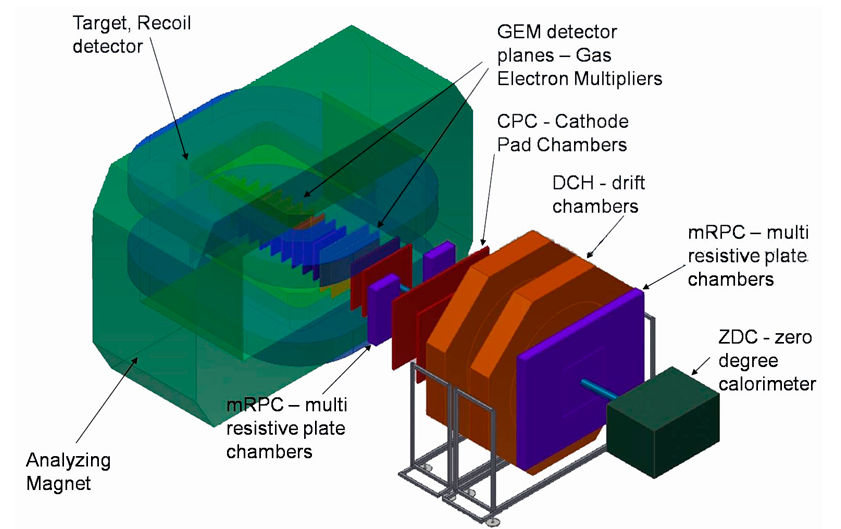 Target, Recoil
detector
GEM detector
planes – Gas
Electron Multipliers
CPC - Cathode
Pad Chambers
DCH - drift
chambers
mRPC – multi
resistive plate
chambers
ZDC - zero
degree
calorimeter
mRPC – multi
resistive plate
chambers
Analyzing
Magnet